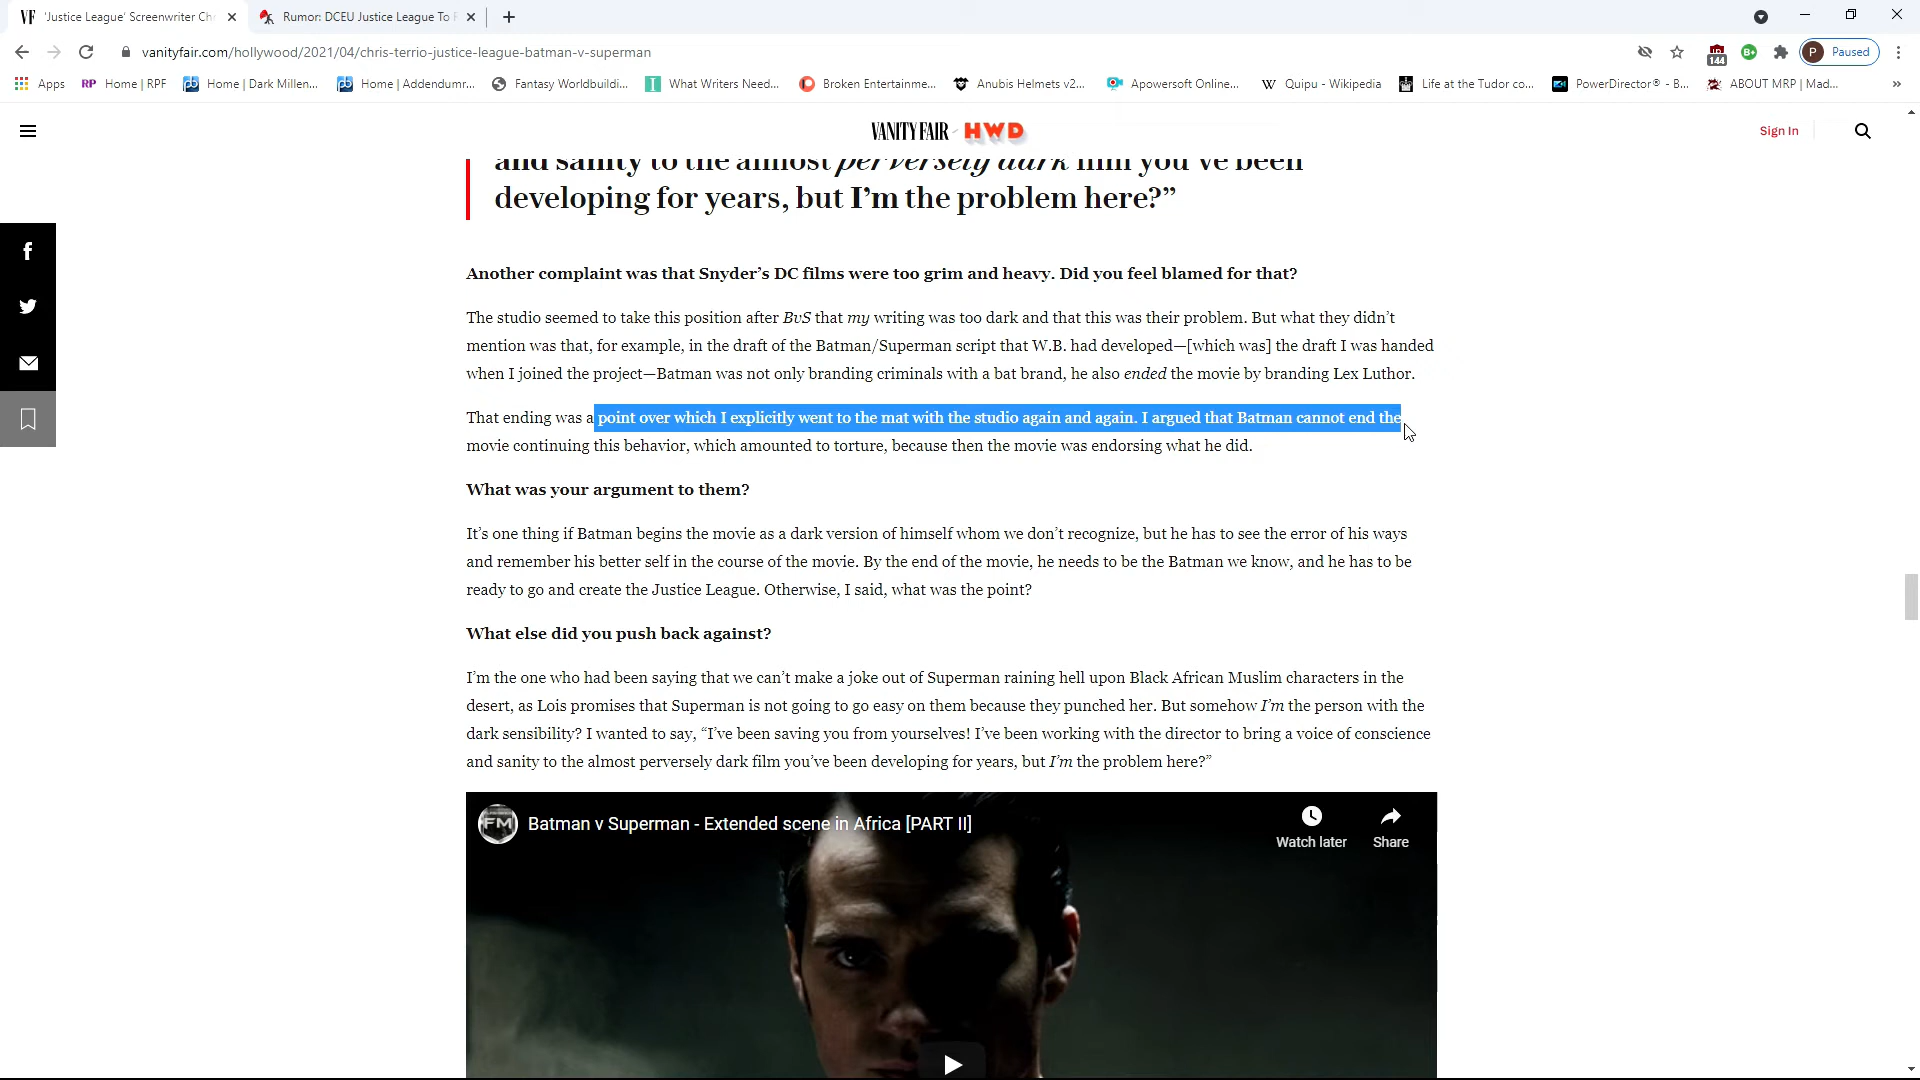 VF 'Justice League' Screenwriter Ch
Rumor: DCEU Justice League To
vanityfair.com/hollywood/2021/04/chris-terrio-justice-league-batman-v-superman
144
B+
P Paused
Apps
RP Home | RPF
Home | Dark Millen...
Home | Addendumr...
Fantasy Worldbuildi...
What Writers Need...
Broken Entertainme...
Anubis Helmets v2...
Apowersoft Online...
W Quipu - Wikipedia
Life at the Tudor co...
PowerDirector® - B...
ABOUT MRP | Mad...
»
VANITY FAIR HWD
Sign In
and sanity to the almost perversely dark film you've been
developing for years, but I'm the problem here?”
Another complaint was that Snyder’s DC films were too grim and heavy. Did you feel blamed for that?
The studio seemed to take this position after BvS that my writing was too dark and that this was their problem. But what they didn’t
mention was that, for example, in the draft of the Batman/Superman script that W.B. had developed—[which was] the draft I was handed
when I joined the project—Batman was not only branding criminals with a bat brand, he also ended the movie by branding Lex Luthor.
That ending was a point over which I explicitly went to the mat with the studio again and again. I argued that Batman cannot end the
movie continuing this behavior, which amounted to torture, because then the movie was endorsing what he did.
What was your argument to them?
It’s one thing if Batman begins the movie as a dark version of himself whom we don’t recognize, but he has to see the error of his ways
and remember his better self in the course of the movie. By the end of the movie, he needs to be the Batman we know, and he has to be
ready to go and create the Justice League. Otherwise, I said, what was the point?
What else did you push back against?
I’m the one who had been saying that we can’t make a joke out of Superman raining hell upon Black African Muslim characters in the
desert, as Lois promises that Superman is not going to go easy on them because they punched her. But somehow I’m the person with the
dark sensibility? I wanted to say, “I’ve been saving you from yourselves! I’ve been working with the director to bring a voice of conscience
and sanity to the almost perversely dark film you’ve been developing for years, but I’m the problem here?”
FM
Batman v Superman - Extended scene in Africa [PART II]
Watch later
Share